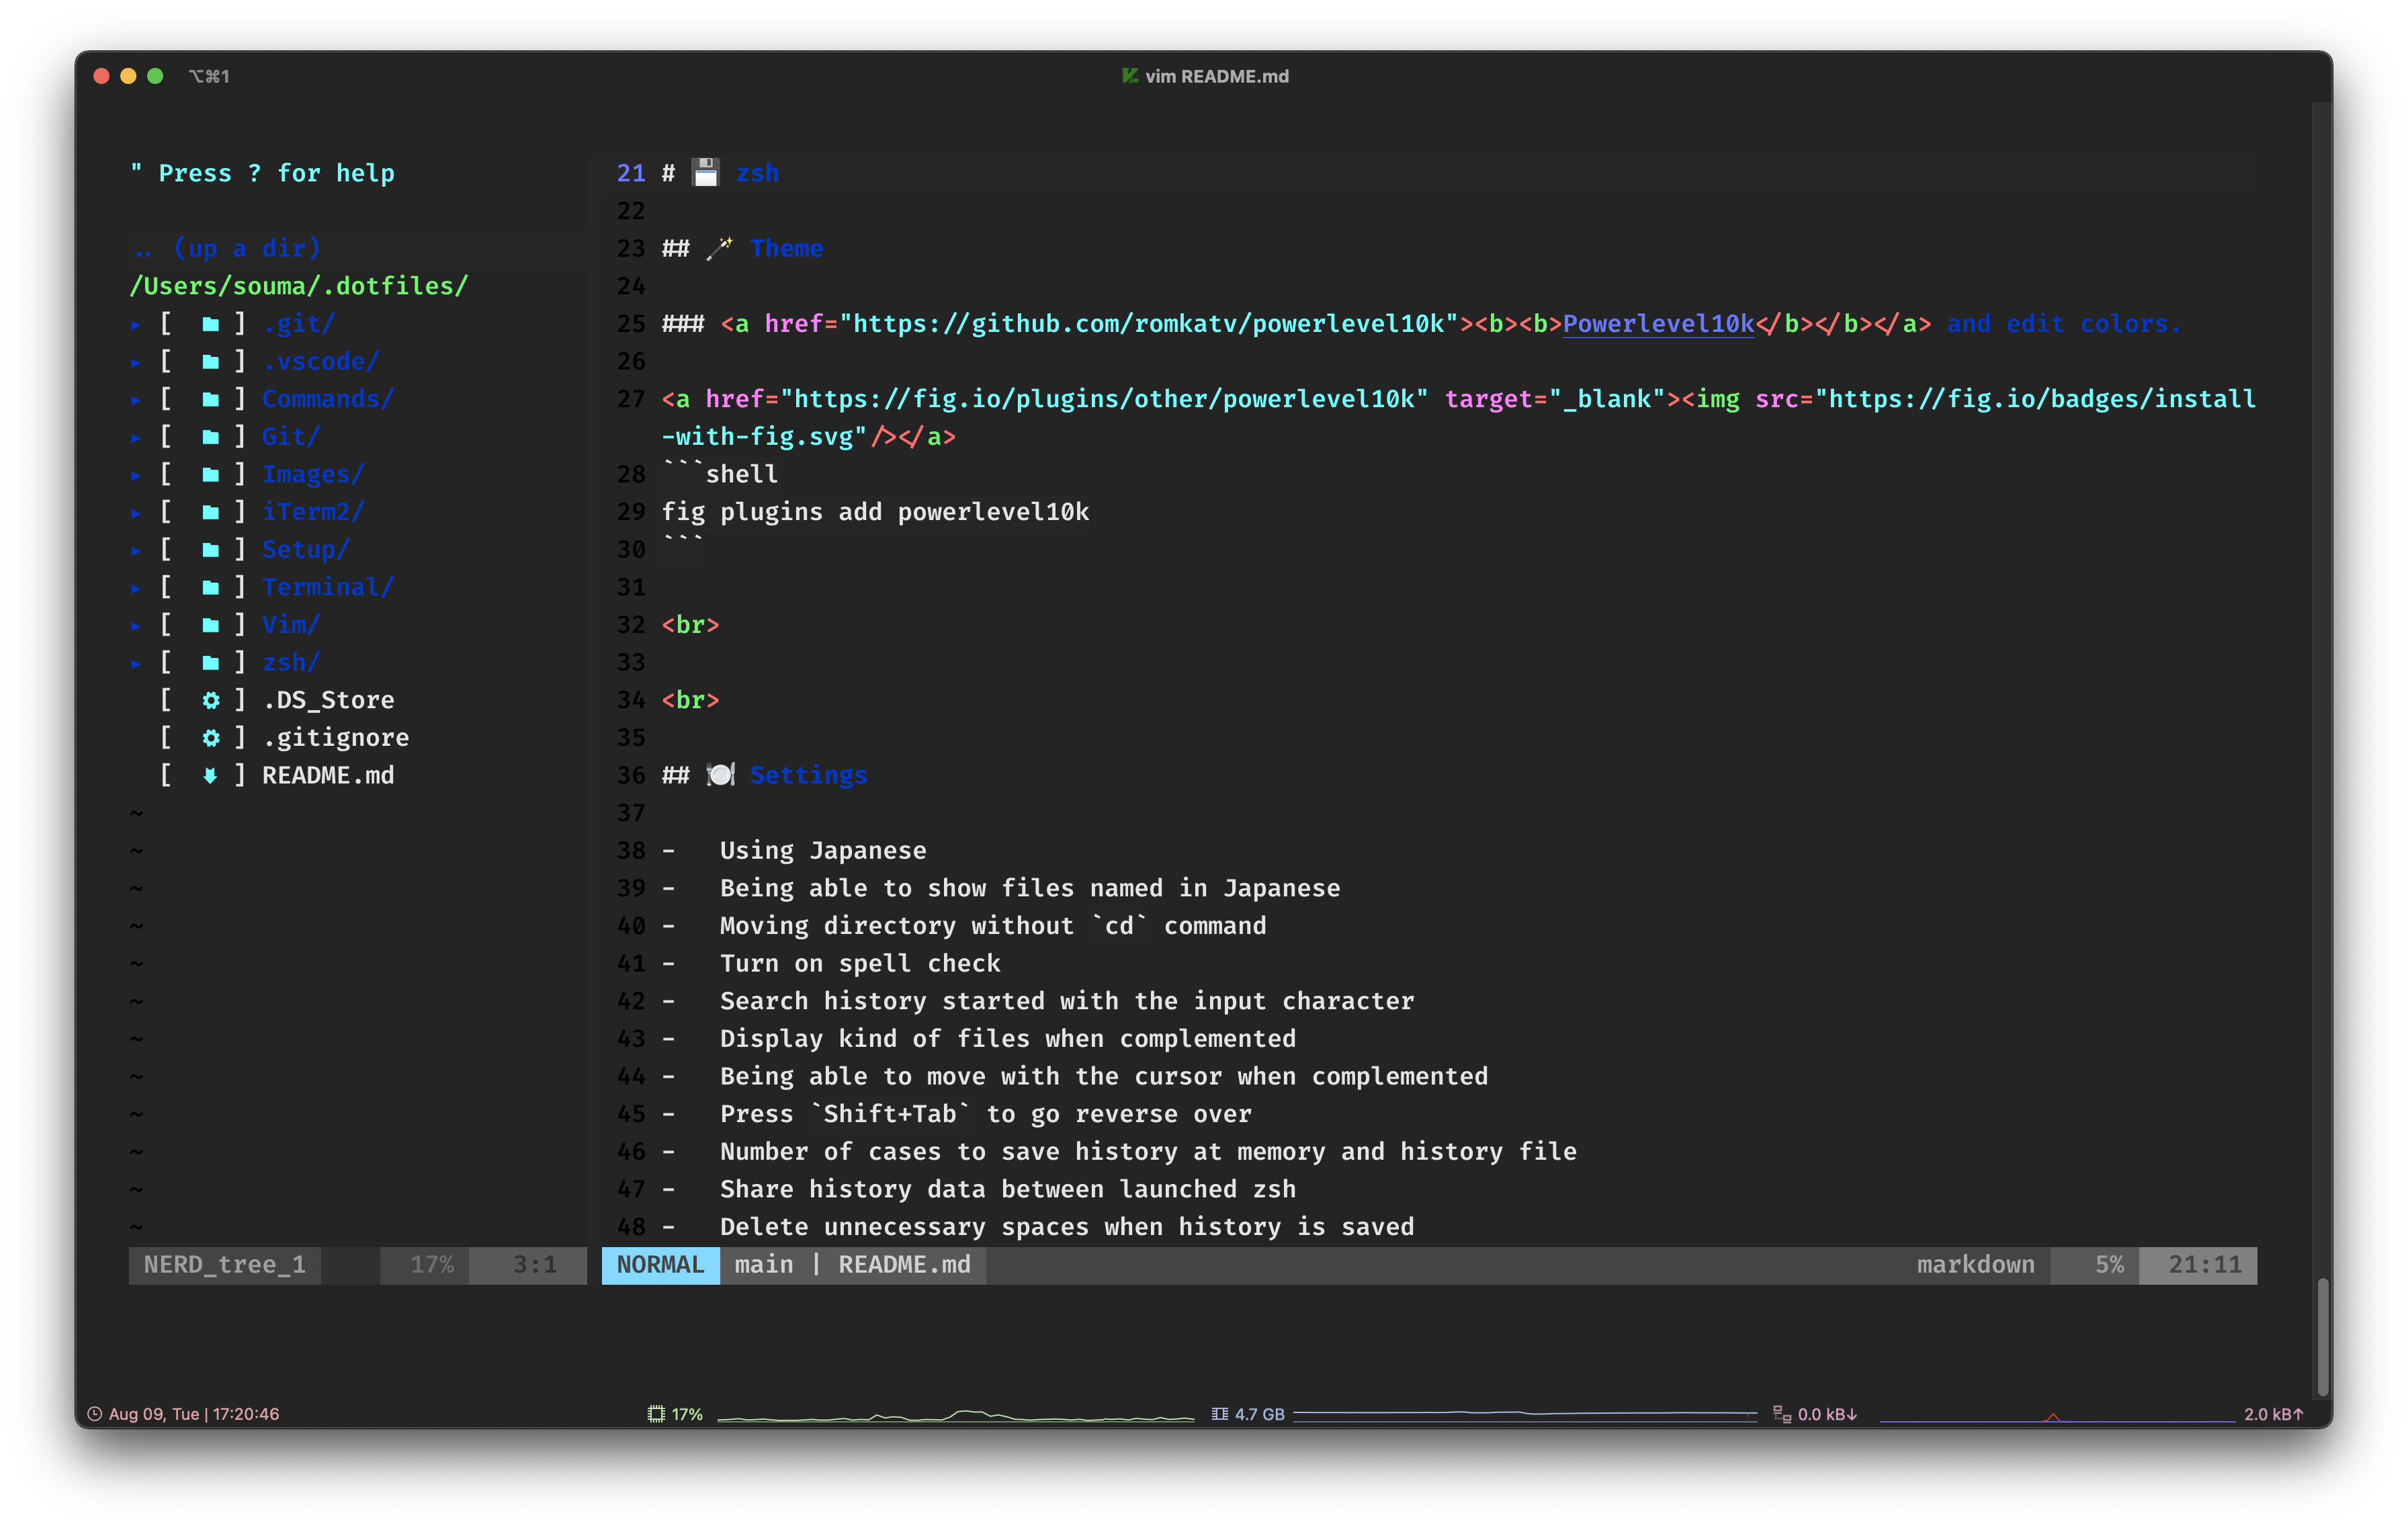 ⌥⌘1
vim README.md
" Press ? for help
.. (up a dir)
/Users/souma/.dotfiles/
▸ [ ] .git/
▸ [ ] .vscode/
▸ [ ] Commands/
▸ [ ] Git/
▸ [ ] Images/
▸ [ ] iTerm2/
▸ [ ] Setup/
▸ [ ] Terminal/
▸ [ ] Vim/
▸ [ ] zsh/
[ ] .DS_Store
[ ] .gitignore
[ ] README.md
~
~
~
~
~
~
~
~
~
~
~
~
NERD_tree_1 17% 3:1
21 # 💾 zsh
22
23 ## 🪄 Theme
24
25 ### <a href="https://github.com/romkatv/powerlevel10k"><b><b>Powerlevel10k</b></b></a> and edit colors.
26
27 <a href="https://fig.io/plugins/other/powerlevel10k" target="_blank"><img src="https://fig.io/badges/install
-with-fig.svg"/></a>
28 ```shell
29 fig plugins add powerlevel10k
30 ```
31
32 <br>
33
34 <br>
35
36 ## 🍽️ Settings
37
38 -   Using Japanese
39 -   Being able to show files named in Japanese
40 -   Moving directory without `cd` command
41 -   Turn on spell check
42 -   Search history started with the input character
43 -   Display kind of files when complemented
44 -   Being able to move with the cursor when complemented
45 -   Press `Shift+Tab` to go reverse over
46 -   Number of cases to save history at memory and history file
47 -   Share history data between launched zsh
48 -   Delete unnecessary spaces when history is saved
NORMAL main | README.md markdown 5% 21:11
Aug 09, Tue | 17:20:46 17% 4.7 GB 0.0 kB↓ 2.0 kB↑